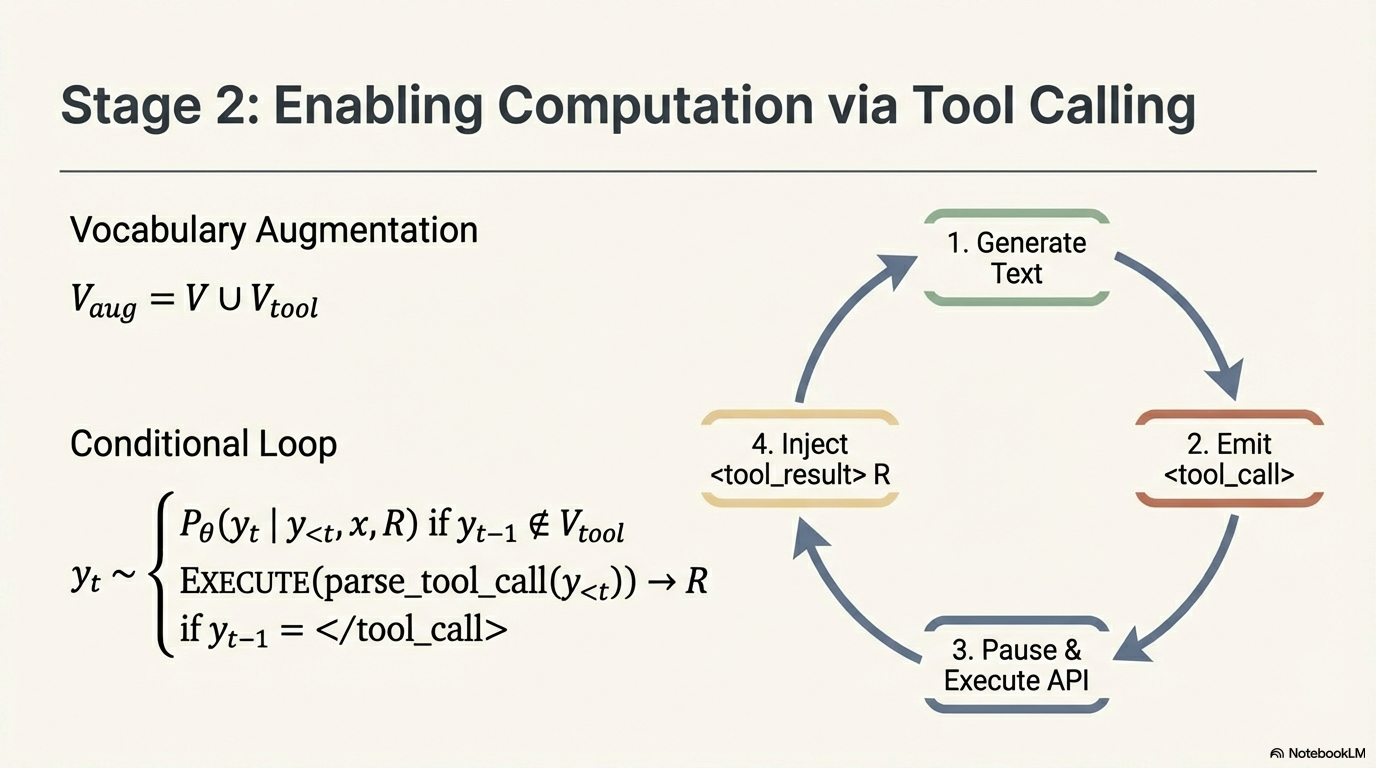 Stage 2: Enabling Computation via Tool Calling
Vocabulary Augmentation
V_aug = V ∪ V_tool
Conditional Loop
y_t ~ {
P_θ(y_t | y_<t, x, R) if y_t−1 ∉ V_tool
EXECUTE(parse_tool_call(y_<t)) → R
if y_t−1 = </tool_call>
1. Generate
Text
2. Emit
<tool_call>
3. Pause &
Execute API
4. Inject
<tool_result> R
NotebookLM